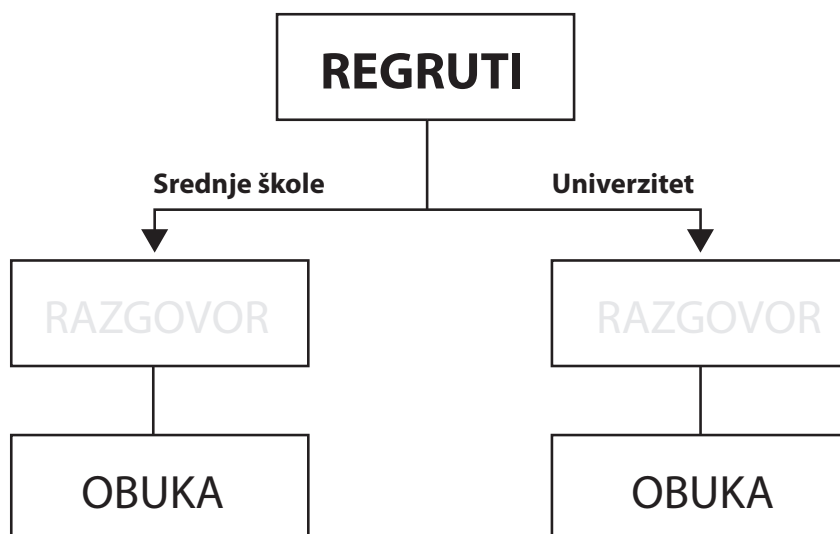 REGRUTI
Srednje škole
Univerzitet
RAZGOVOR
RAZGOVOR
OBUKA
OBUKA